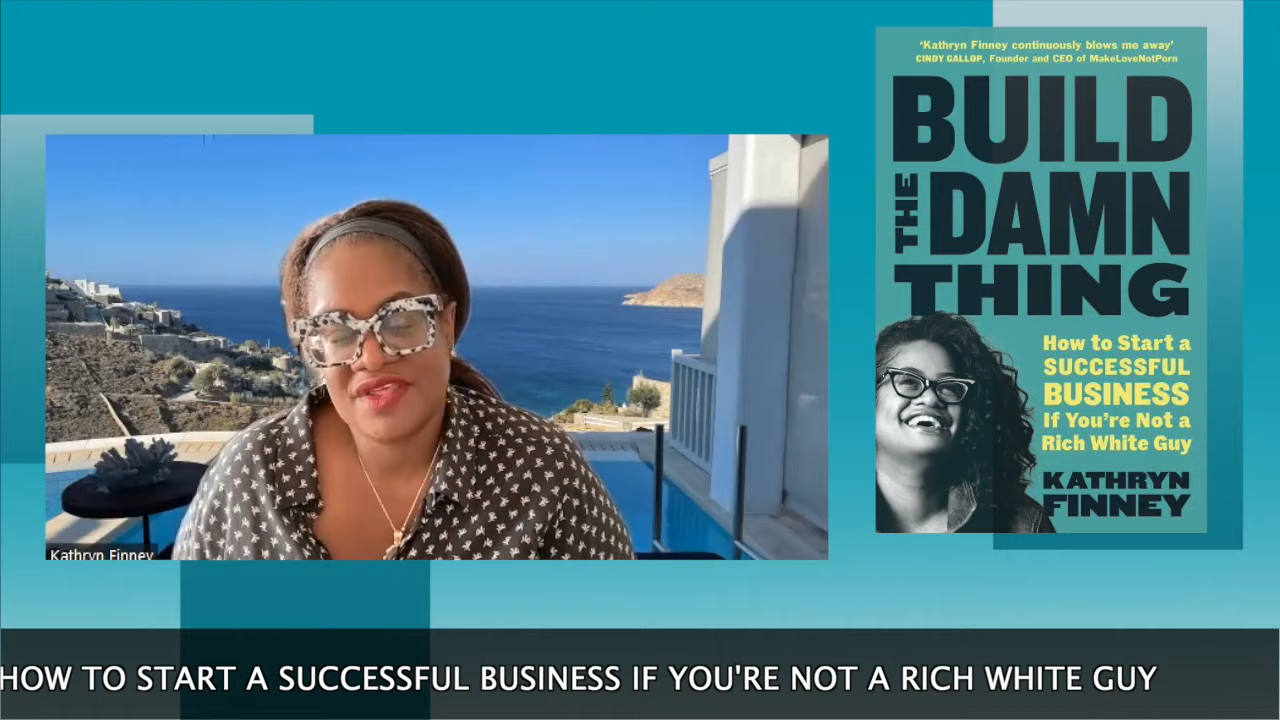 'Kathryn Finney continuously blows me away'
CINDY GALLOP, Founder and CEO of MakeLoveNotPorn
BUILD
THE DAMN
THING
How to Start a
SUCCESSFUL
BUSINESS
If You're Not a
Rich White Guy
KATHRYN
FINNEY
Kathryn Finney
HOW TO START A SUCCESSFUL BUSINESS IF YOU'RE NOT A RICH WHITE GUY